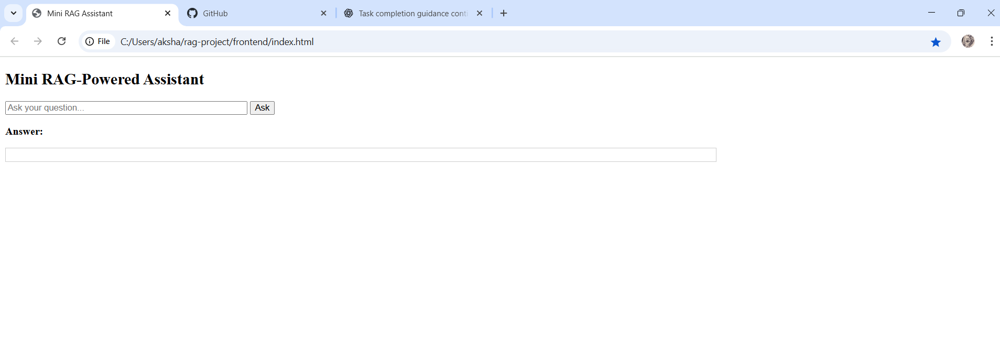 Mini RAG Assistant
GitHub
Task completion guidance conti
File
C:/Users/aksha/rag-project/frontend/index.html
Mini RAG-Powered Assistant
Ask your question...
Ask
Answer: